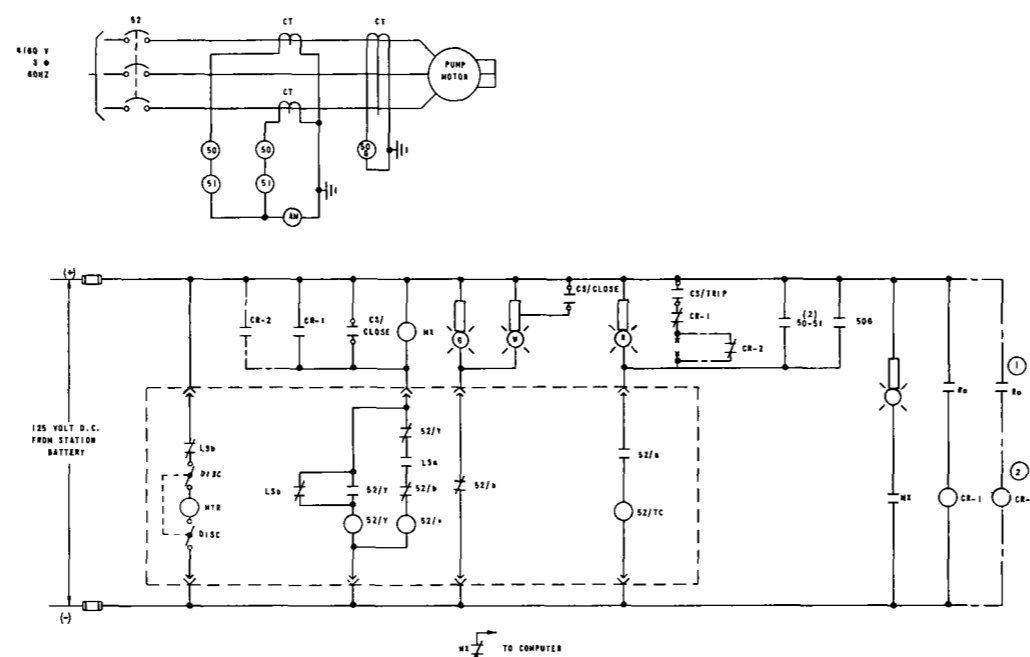 52
CT
CT
4160 V
3 Φ
60HZ
PUMP
MOTOR
CT
50
50
50
G
51
51
AM
(+)
CS/CLOSE
CS/TRIP
CR-2
CR-1
CS/
CLOSE
MX
G
W
R
CR-1
CR-2
(2)
50-51
50G
1
Ro
Ro
125 VOLT D.C.
FROM STATION
BATTERY
LSb
DISC
MTR
DISC
LSb
52/Y
52/Y
52/Y
LSa
52/b
52/x
52/b
52/a
52/TC
MX
CR-1
2
CR-
(-)
MX
TO COMPUTER